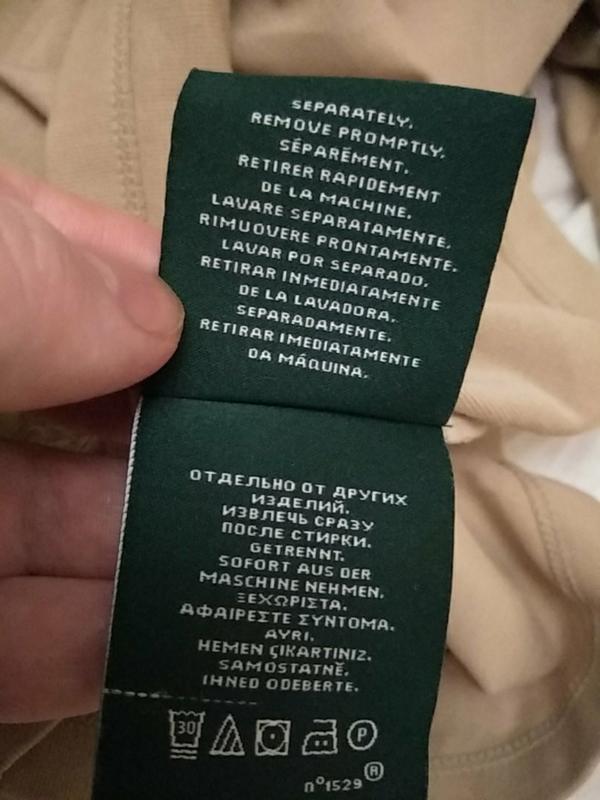 SEPARATELY.
REMOVE PROMPTLY.
SÉPARÉMENT.
RETIRER RAPIDEMENT
DE LA MACHINE.
LAVARE SEPARATAMENTE.
RIMUOVERE PRONTAMENTE.
LAVAR POR SEPARADO.
RETIRAR INMEDIATAMENTE
DE LA LAVADORA.
SEPARADAMENTE.
RETIRAR IMEDIATAMENTE
DA MÁQUINA.
ОТДЕЛЬНО ОТ ДРУГИХ
ИЗДЕЛИЙ.
ИЗВЛЕЧЬ СРАЗУ
ПОСЛЕ СТИРКИ.
GETRENNT.
SOFORT AUS DER
MASCHINE NEHMEN.
ΞΕΧΩΡΙΣΤΑ.
ΑΦΑΙΡΕΣΤΕ ΣΥΝΤΟΜΑ.
AYRI.
HEMEN ÇIKARTINIZ.
SAMOSTATNĚ.
IHNED ODEBERTE.
30 P
n°1529 ®